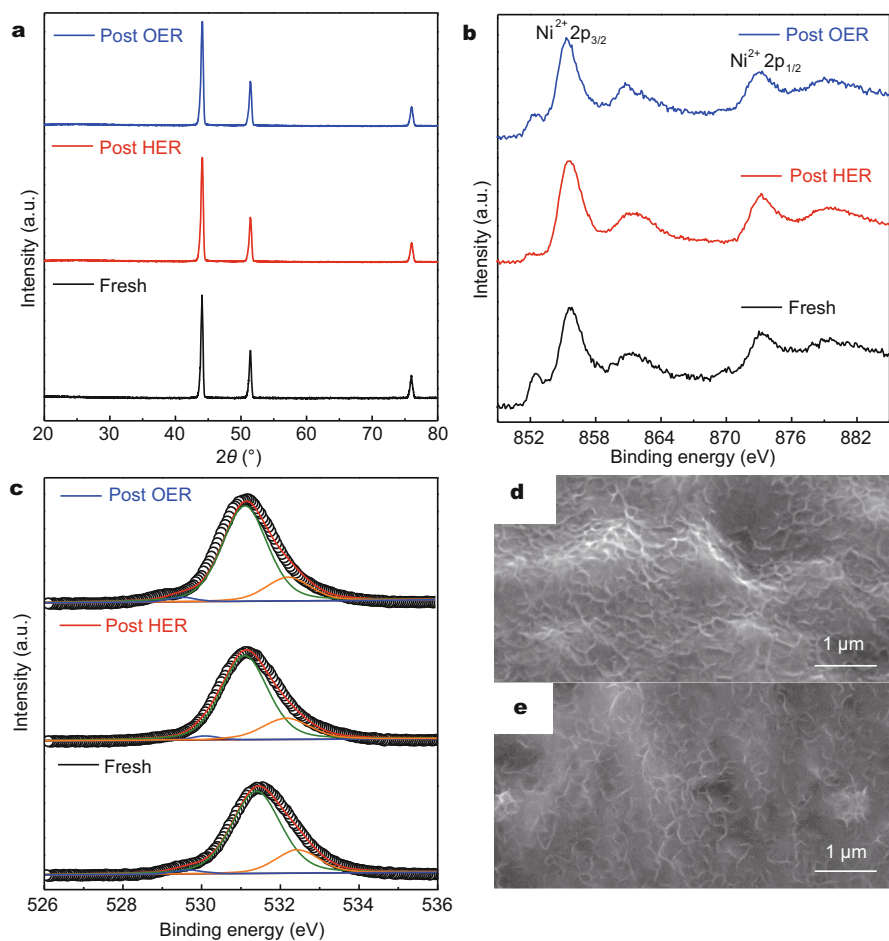 a
Post OER
Post HER
Fresh
Intensity (a.u.)
20 30 40 50 60 70 80
2θ (°)
b
Ni²⁺ 2p₃/₂
Ni²⁺ 2p₁/₂
Post OER
Post HER
Fresh
Intensity (a.u.)
852 858 864 870 876 882
Binding energy (eV)
c
Post OER
Post HER
Fresh
Intensity (a.u.)
526 528 530 532 534 536
Binding energy (eV)
d
1 µm
e
1 µm